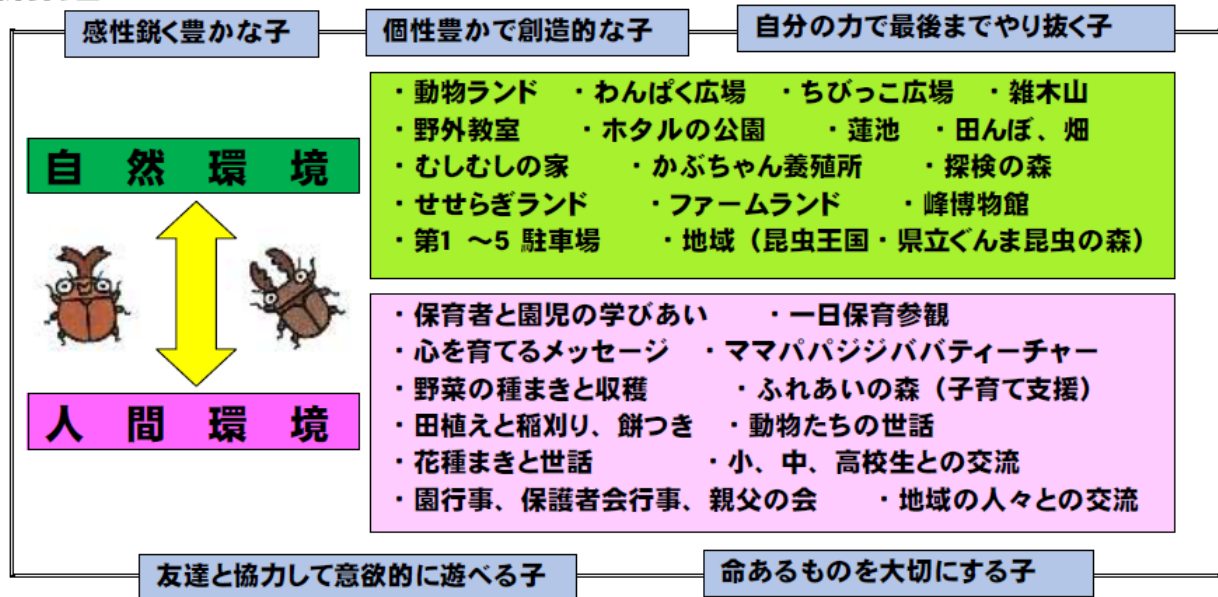 感性鋭く豊かな子
個性豊かで創造的な子
自分の力で最後までやり抜く子
自然環境
・動物ランド ・わんぱく広場 ・ちびっこ広場 ・雑木山
・野外教室 ・ホタルの公園 ・蓮池 ・田んぼ、畑
・むしむしの家 ・かぶちゃん養殖所 ・探検の森
・せせらぎランド ・ファームランド ・峰博物館
・第1 ~5 駐車場 ・地域(昆虫王国・県立ぐんま昆虫の森)
人間環境
・保育者と園児の学びあい ・一日保育参観
・心を育てるメッセージ ・ママパパジジババティーチャー
・野菜の種まきと収穫 ・ふれあいの森(子育て支援)
・田植えと稲刈り、餅つき ・動物たちの世話
・花種まきと世話 ・小、中、高校生との交流
・園行事、保護者会行事、親父の会 ・地域の人々との交流
友達と協力して意欲的に遊べる子
命あるものを大切にする子